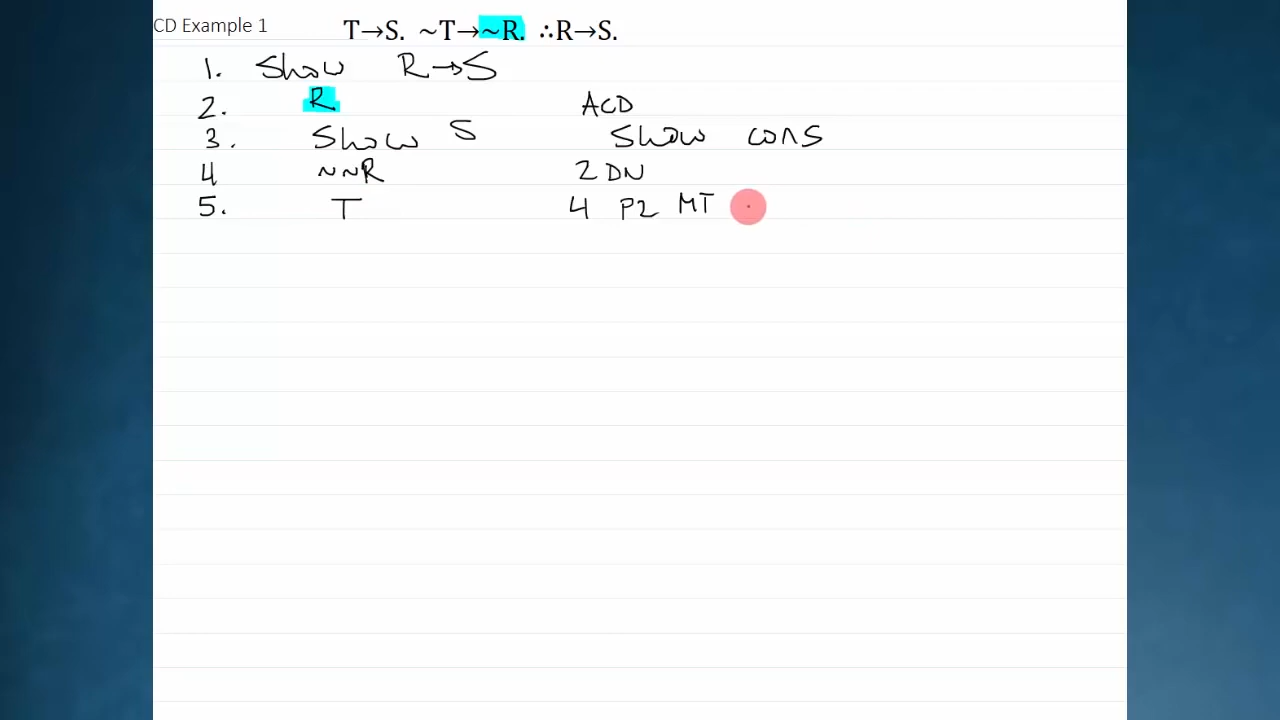 CD Example 1 T→S. ~T→~R. ∴R→S.
1. Show R→S
2. R ACD
3. Show S Show cons
4 ~~R 2 DN
5. T 4 P2 MT